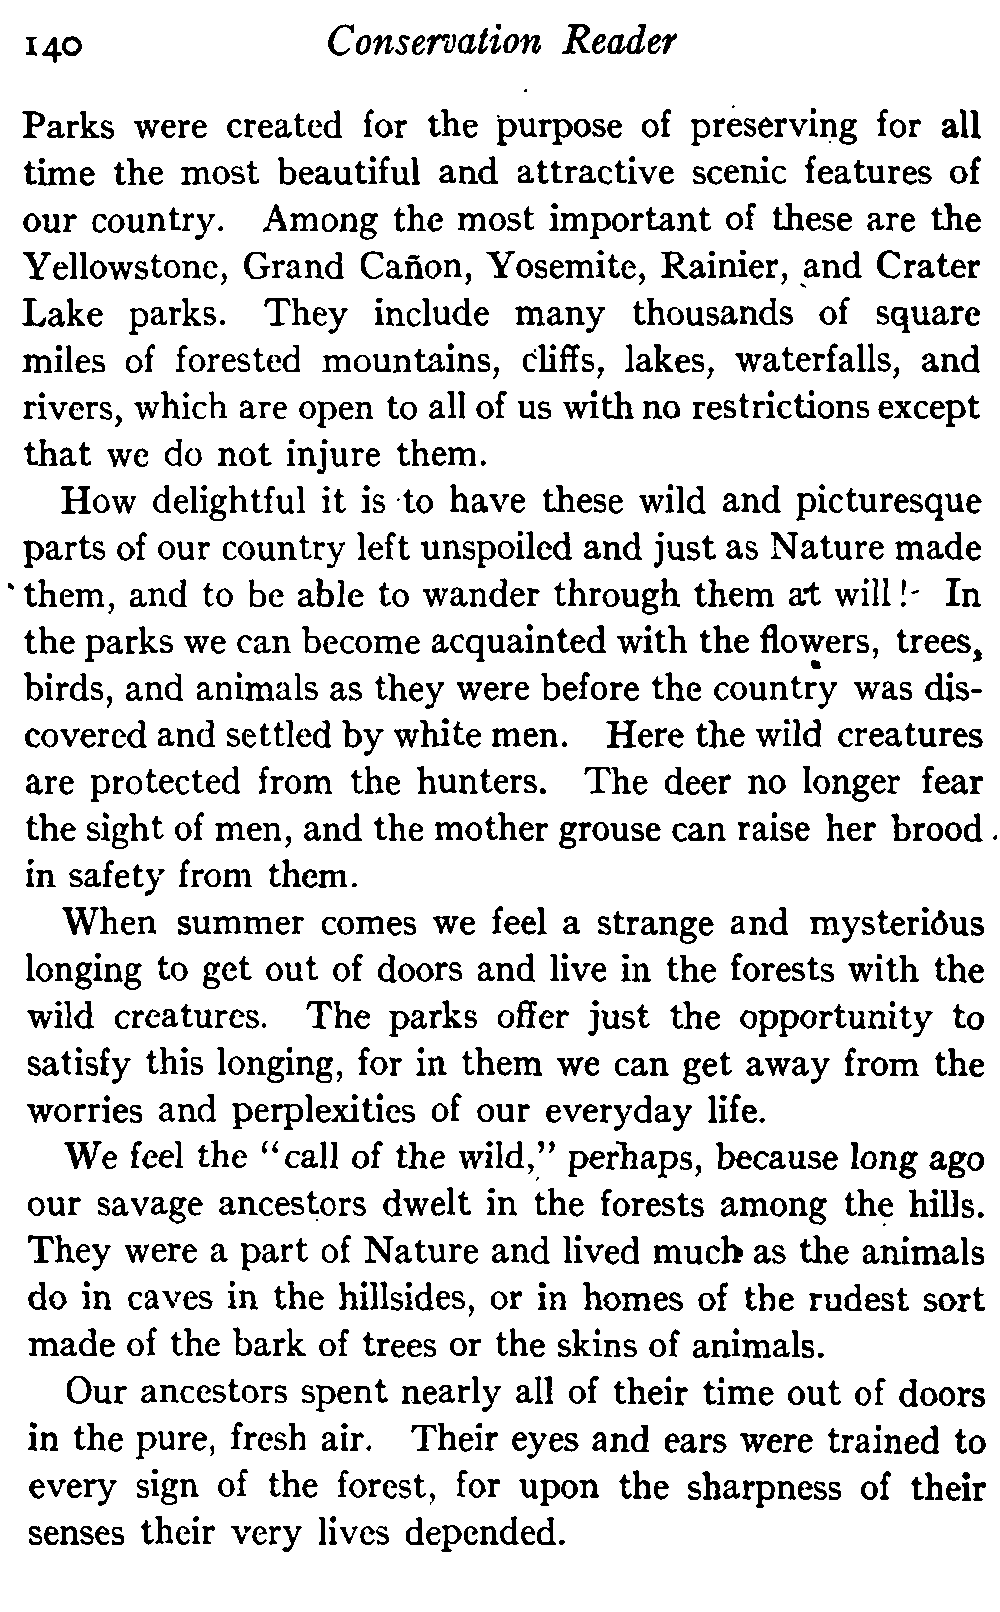 140 Conservation Reader
Parks were created for the purpose of preserving for all
time the most beautiful and attractive scenic features of
our country. Among the most important of these are the
Yellowstone, Grand Cañon, Yosemite, Rainier, and Crater
Lake parks. They include many thousands of square
miles of forested mountains, cliffs, lakes, waterfalls, and
rivers, which are open to all of us with no restrictions except
that we do not injure them.
How delightful it is to have these wild and picturesque
parts of our country left unspoiled and just as Nature made
them, and to be able to wander through them at will! In
the parks we can become acquainted with the flowers, trees,
birds, and animals as they were before the country was dis-
covered and settled by white men. Here the wild creatures
are protected from the hunters. The deer no longer fear
the sight of men, and the mother grouse can raise her brood
in safety from them.
When summer comes we feel a strange and mysterious
longing to get out of doors and live in the forests with the
wild creatures. The parks offer just the opportunity to
satisfy this longing, for in them we can get away from the
worries and perplexities of our everyday life.
We feel the "call of the wild," perhaps, because long ago
our savage ancestors dwelt in the forests among the hills.
They were a part of Nature and lived much as the animals
do in caves in the hillsides, or in homes of the rudest sort
made of the bark of trees or the skins of animals.
Our ancestors spent nearly all of their time out of doors
in the pure, fresh air. Their eyes and ears were trained to
every sign of the forest, for upon the sharpness of their
senses their very lives depended.